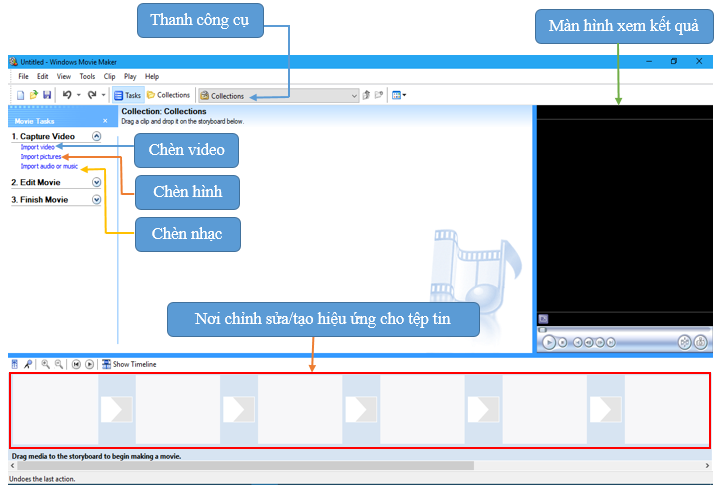 Thanh công cụ
Màn hình xem kết quả
Untitled - Windows Movie Maker
File Edit View Tools Clip Play Help
Tasks Collections Collections
Movie Tasks
Collection: Collections
Drag a clip and drop it on the storyboard below.
1. Capture Video
Import video
Import pictures
Import audio or music
2. Edit Movie
3. Finish Movie
Chèn video
Chèn hình
Chèn nhạc
Nơi chỉnh sửa/tạo hiệu ứng cho tệp tin
Show Timeline
Drag media to the storyboard to begin making a movie.
Undoes the last action.